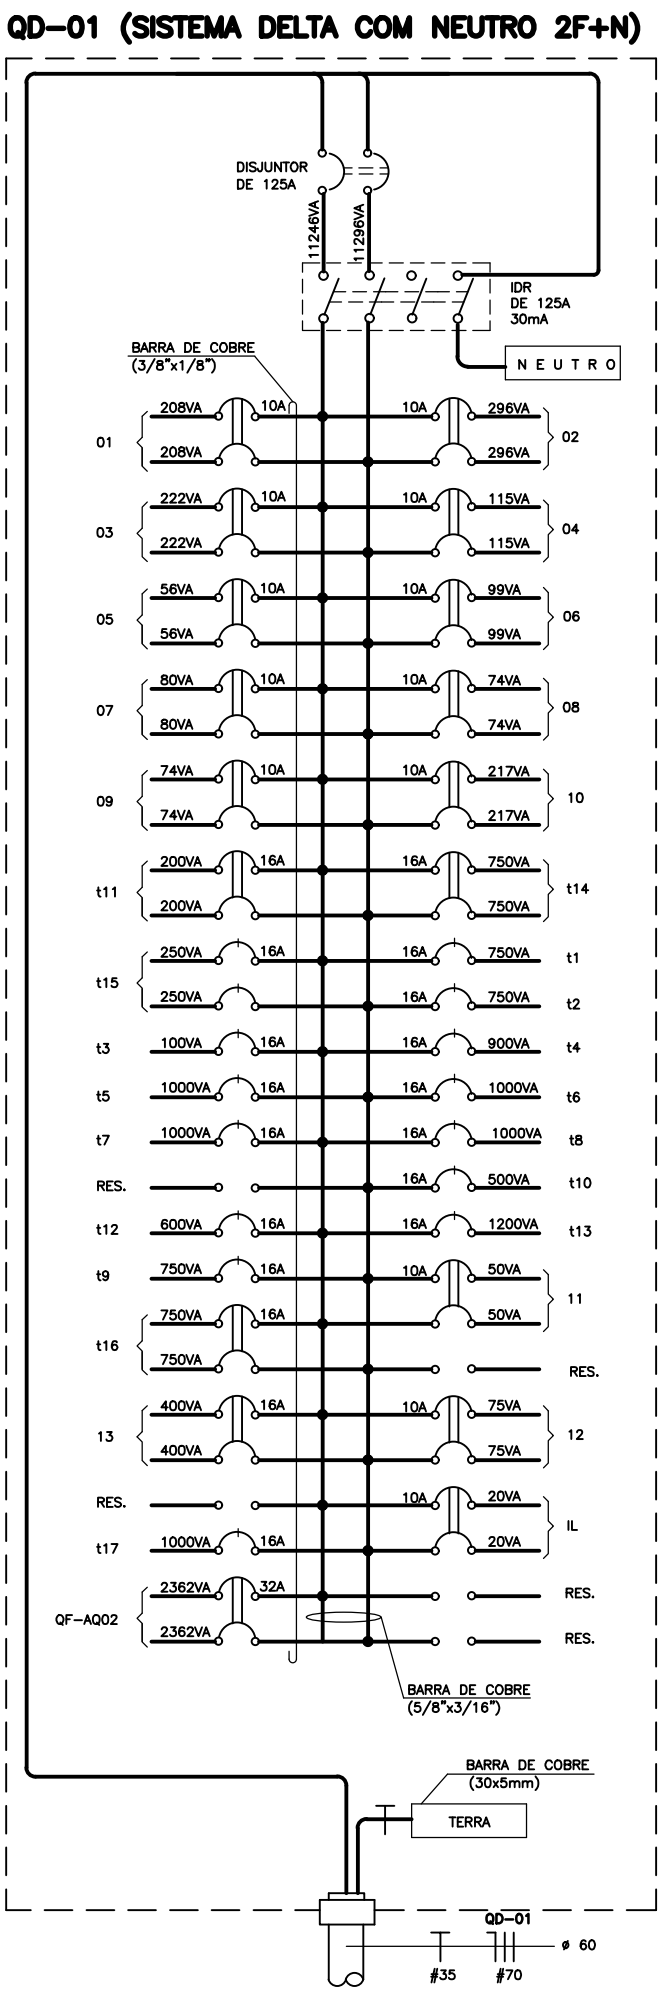 QD-01 (SISTEMA DELTA COM NEUTRO 2F+N)
DISJUNTOR
DE 125A
11246VA
11296VA
IDR
DE 125A
30mA
NEUTRO
BARRA DE COBRE
(3/8"x1/8")
208VA 10A 10A 296VA
01 02
208VA 296VA
222VA 10A 10A 115VA
03 04
222VA 115VA
56VA 10A 10A 99VA
05 06
56VA 99VA
80VA 10A 10A 74VA
07 08
80VA 74VA
74VA 10A 10A 217VA
09 10
74VA 217VA
200VA 16A 16A 750VA
t11 t14
200VA 750VA
250VA 16A 16A 750VA t1
t15
250VA 16A 750VA t2
t3 100VA 16A 16A 900VA t4
t5 1000VA 16A 16A 1000VA t6
t7 1000VA 16A 16A 1000VA t8
RES. 16A 500VA t10
t12 600VA 16A 16A 1200VA t13
t9 750VA 16A 10A 50VA
11
750VA 16A 50VA
t16
750VA RES.
400VA 16A 10A 75VA
13 12
400VA 75VA
RES. 10A 20VA
IL
t17 1000VA 16A 20VA
2362VA 32A RES.
QF-AQ02
2362VA RES.
BARRA DE COBRE
(5/8"x3/16")
BARRA DE COBRE
(30x5mm)
TERRA
QD-01
ø 60
#35 #70